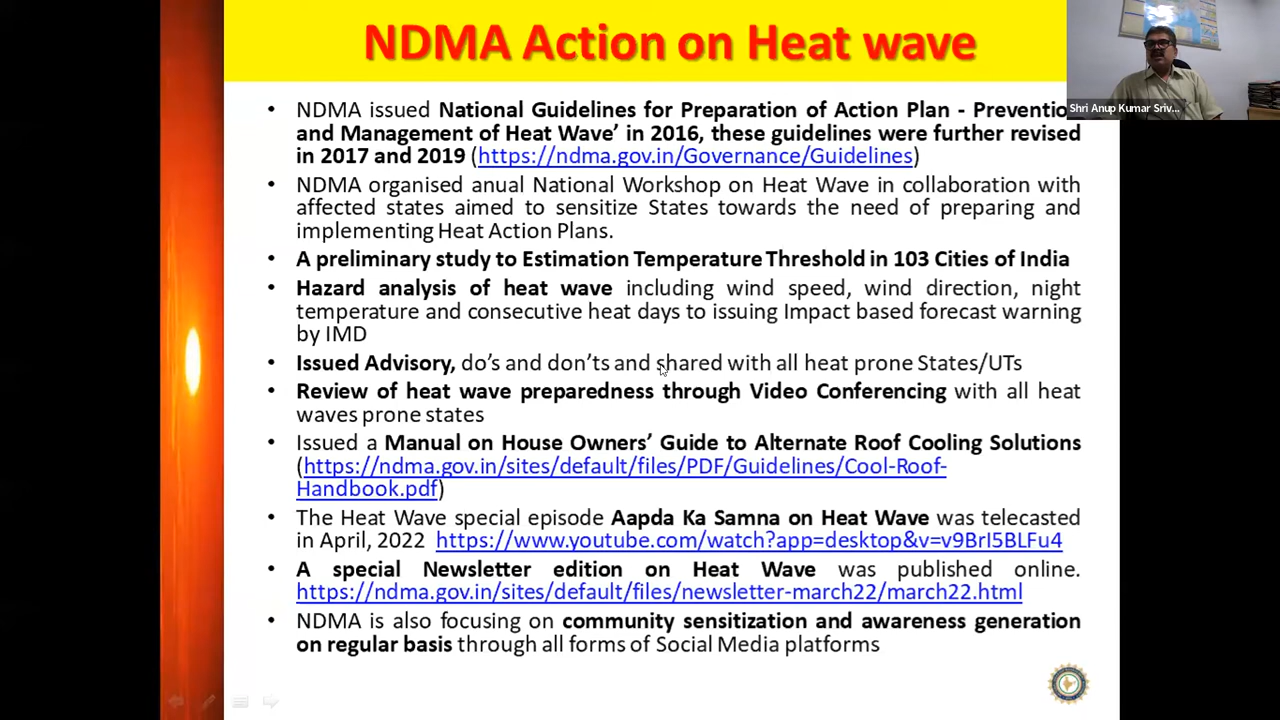 NDMA Action on Heat wave
Shri Anup Kumar Sriv...
• NDMA issued National Guidelines for Preparation of Action Plan - Preventio
and Management of Heat Wave’ in 2016, these guidelines were further revised
in 2017 and 2019 (https://ndma.gov.in/Governance/Guidelines)
• NDMA organised anual National Workshop on Heat Wave in collaboration with
affected states aimed to sensitize States towards the need of preparing and
implementing Heat Action Plans.
• A preliminary study to Estimation Temperature Threshold in 103 Cities of India
• Hazard analysis of heat wave including wind speed, wind direction, night
temperature and consecutive heat days to issuing Impact based forecast warning
by IMD
• Issued Advisory, do’s and don’ts and shared with all heat prone States/UTs
• Review of heat wave preparedness through Video Conferencing with all heat
waves prone states
• Issued a Manual on House Owners’ Guide to Alternate Roof Cooling Solutions
(https://ndma.gov.in/sites/default/files/PDF/Guidelines/Cool-Roof-
Handbook.pdf)
• The Heat Wave special episode Aapda Ka Samna on Heat Wave was telecasted
in April, 2022 https://www.youtube.com/watch?app=desktop&v=v9BrI5BLFu4
• A special Newsletter edition on Heat Wave was published online.
https://ndma.gov.in/sites/default/files/newsletter-march22/march22.html
• NDMA is also focusing on community sensitization and awareness generation
on regular basis through all forms of Social Media platforms